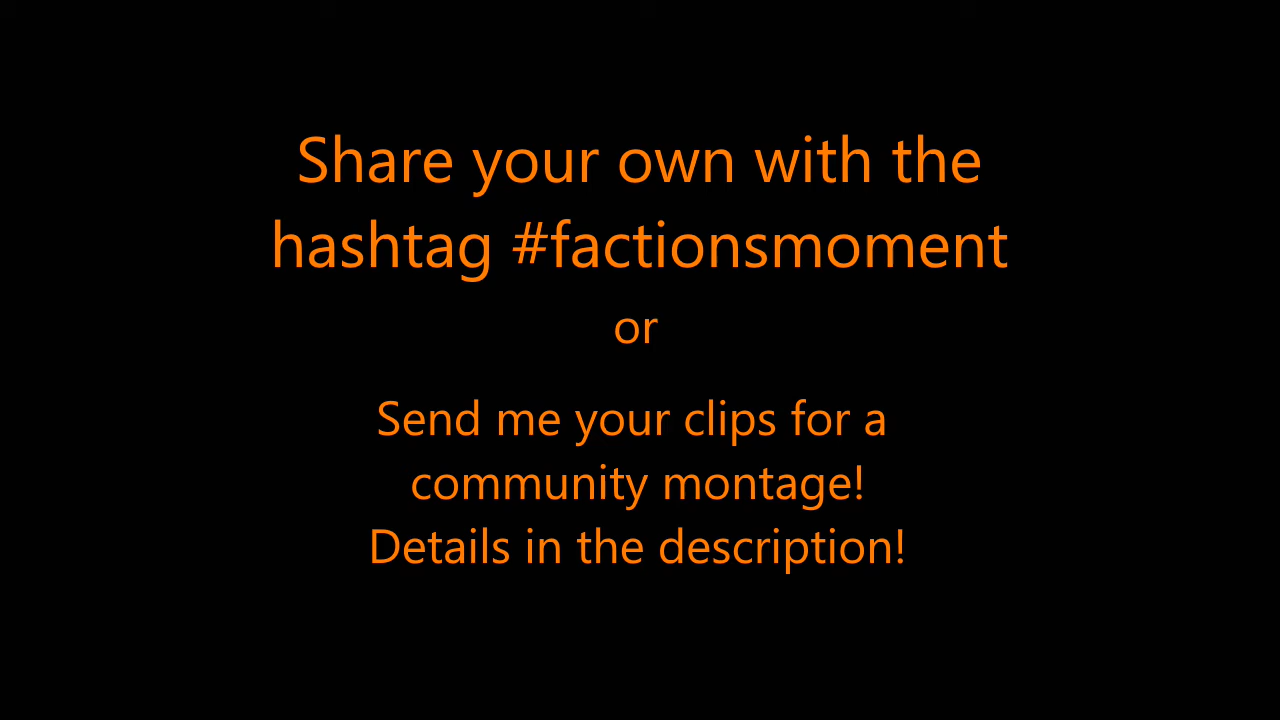 Share your own with the
hashtag #factionsmoment
or
Send me your clips for a
community montage!
Details in the description!